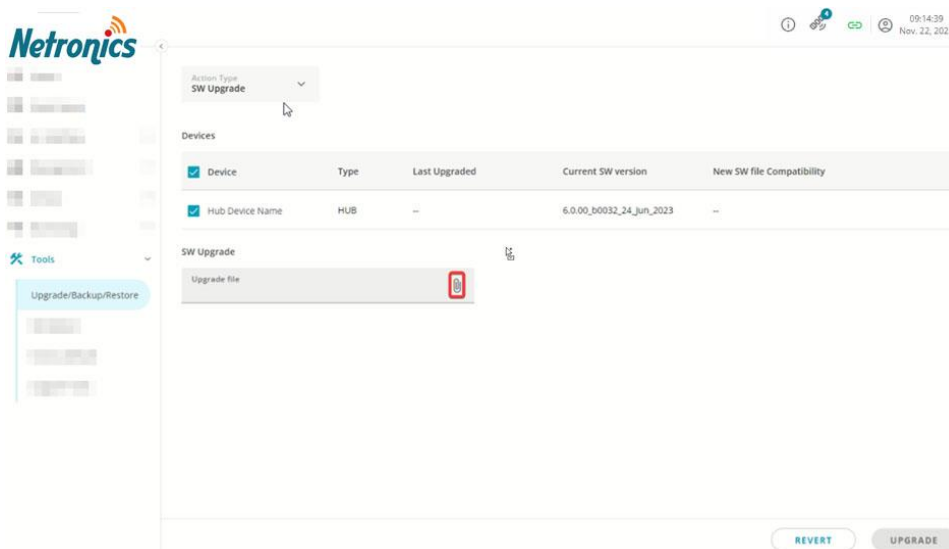 Netronics
4
09:14:39
Nov. 22, 202
Action Type
SW Upgrade
Devices
Device Type Last Upgraded Current SW version New SW file Compatibility
Hub Device Name HUB -- 6.0.00_b0032_24_Jun_2023 --
Tools
SW Upgrade
Upgrade file
Upgrade/Backup/Restore
REVERT UPGRADE